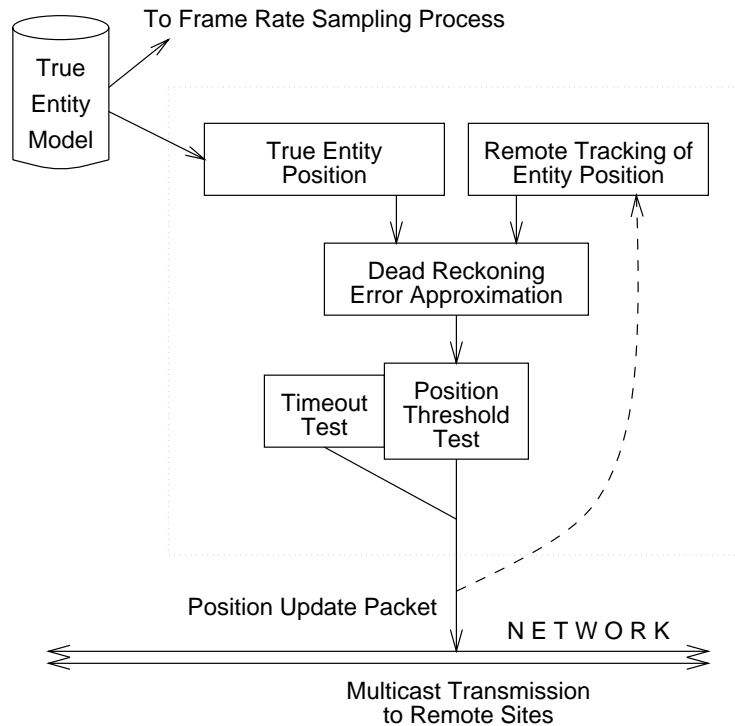 To Frame Rate Sampling Process
True
Entity
Model
True Entity
Position
Remote Tracking of
Entity Position
Dead Reckoning
Error Approximation
Timeout
Test
Position
Threshold
Test
Position Update Packet
N E T W O R K
Multicast Transmission
to Remote Sites